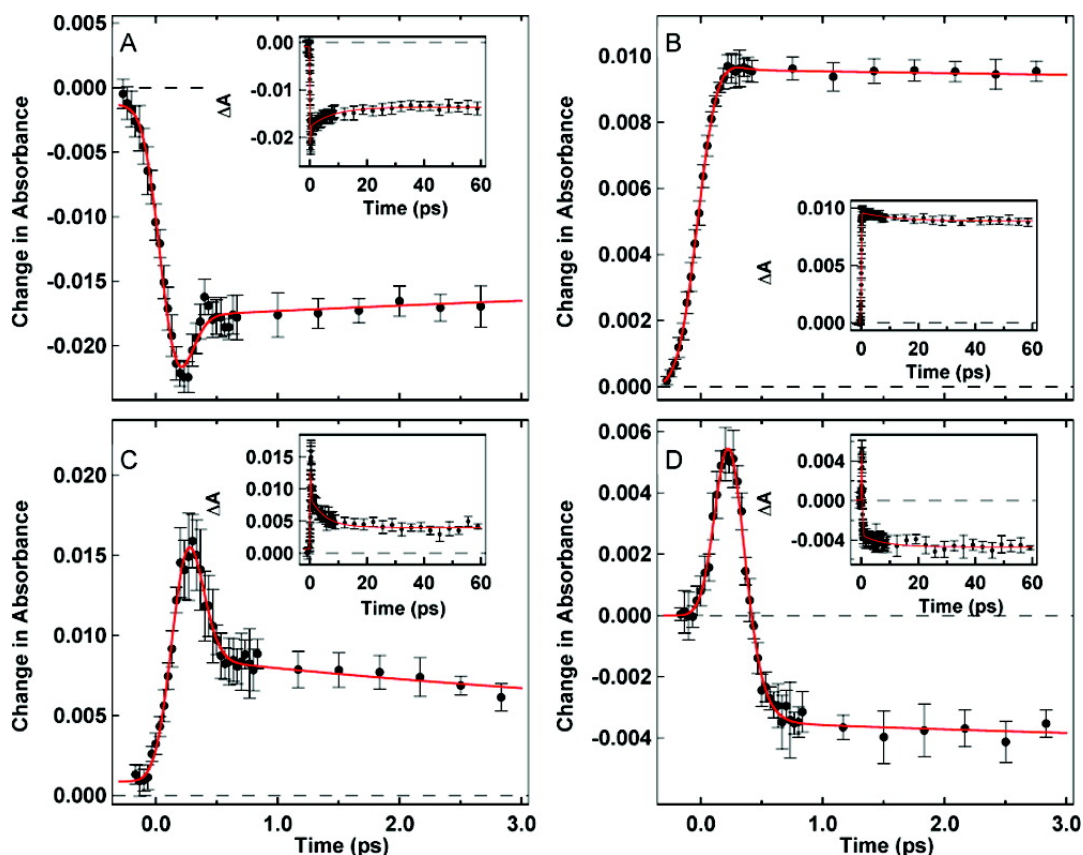 A
Change in Absorbance
0.005
0.000
-0.005
-0.010
-0.015
-0.020
ΔA
0.00
-0.01
-0.02
0 20 40 60
Time (ps)
B
Change in Absorbance
0.010
0.008
0.006
0.004
0.002
0.000
ΔA
0.010
0.005
0.000
0 20 40 60
Time (ps)
C
Change in Absorbance
0.020
0.015
0.010
0.005
0.000
0.0 1.0 2.0 3.0
Time (ps)
ΔA
0.015
0.010
0.005
0.000
0 20 40 60
Time (ps)
D
Change in Absorbance
0.006
0.004
0.002
0.000
-0.002
-0.004
0.0 1.0 2.0 3.0
Time (ps)
ΔA
0.004
0.000
-0.004
0 20 40 60
Time (ps)